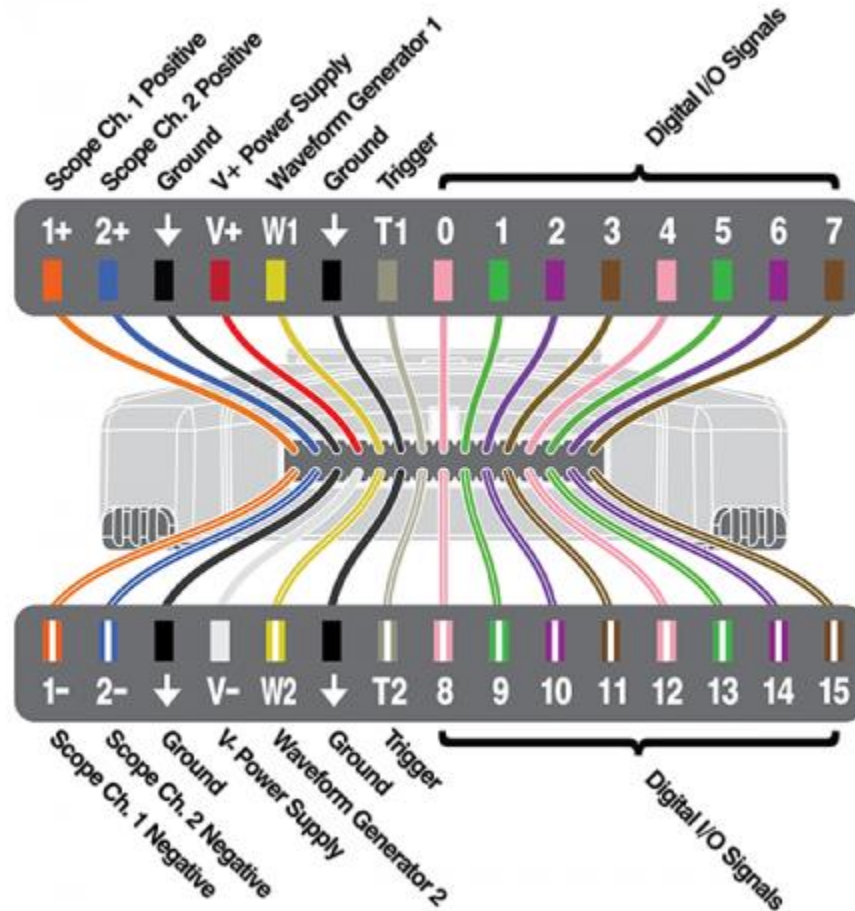 Scope Ch. 1 Positive
Scope Ch. 2 Positive
Ground
V+ Power Supply
Waveform Generator 1
Ground
Trigger
Digital I/O Signals
1+ 2+ ↓ V+ W1 ↓ T1 0 1 2 3 4 5 6 7
1- 2- ↓ V- W2 ↓ T2 8 9 10 11 12 13 14 15
Scope Ch. 1 Negative
Scope Ch. 2 Negative
Ground
V- Power Supply
Waveform Generator 2
Ground
Trigger
Digital I/O Signals